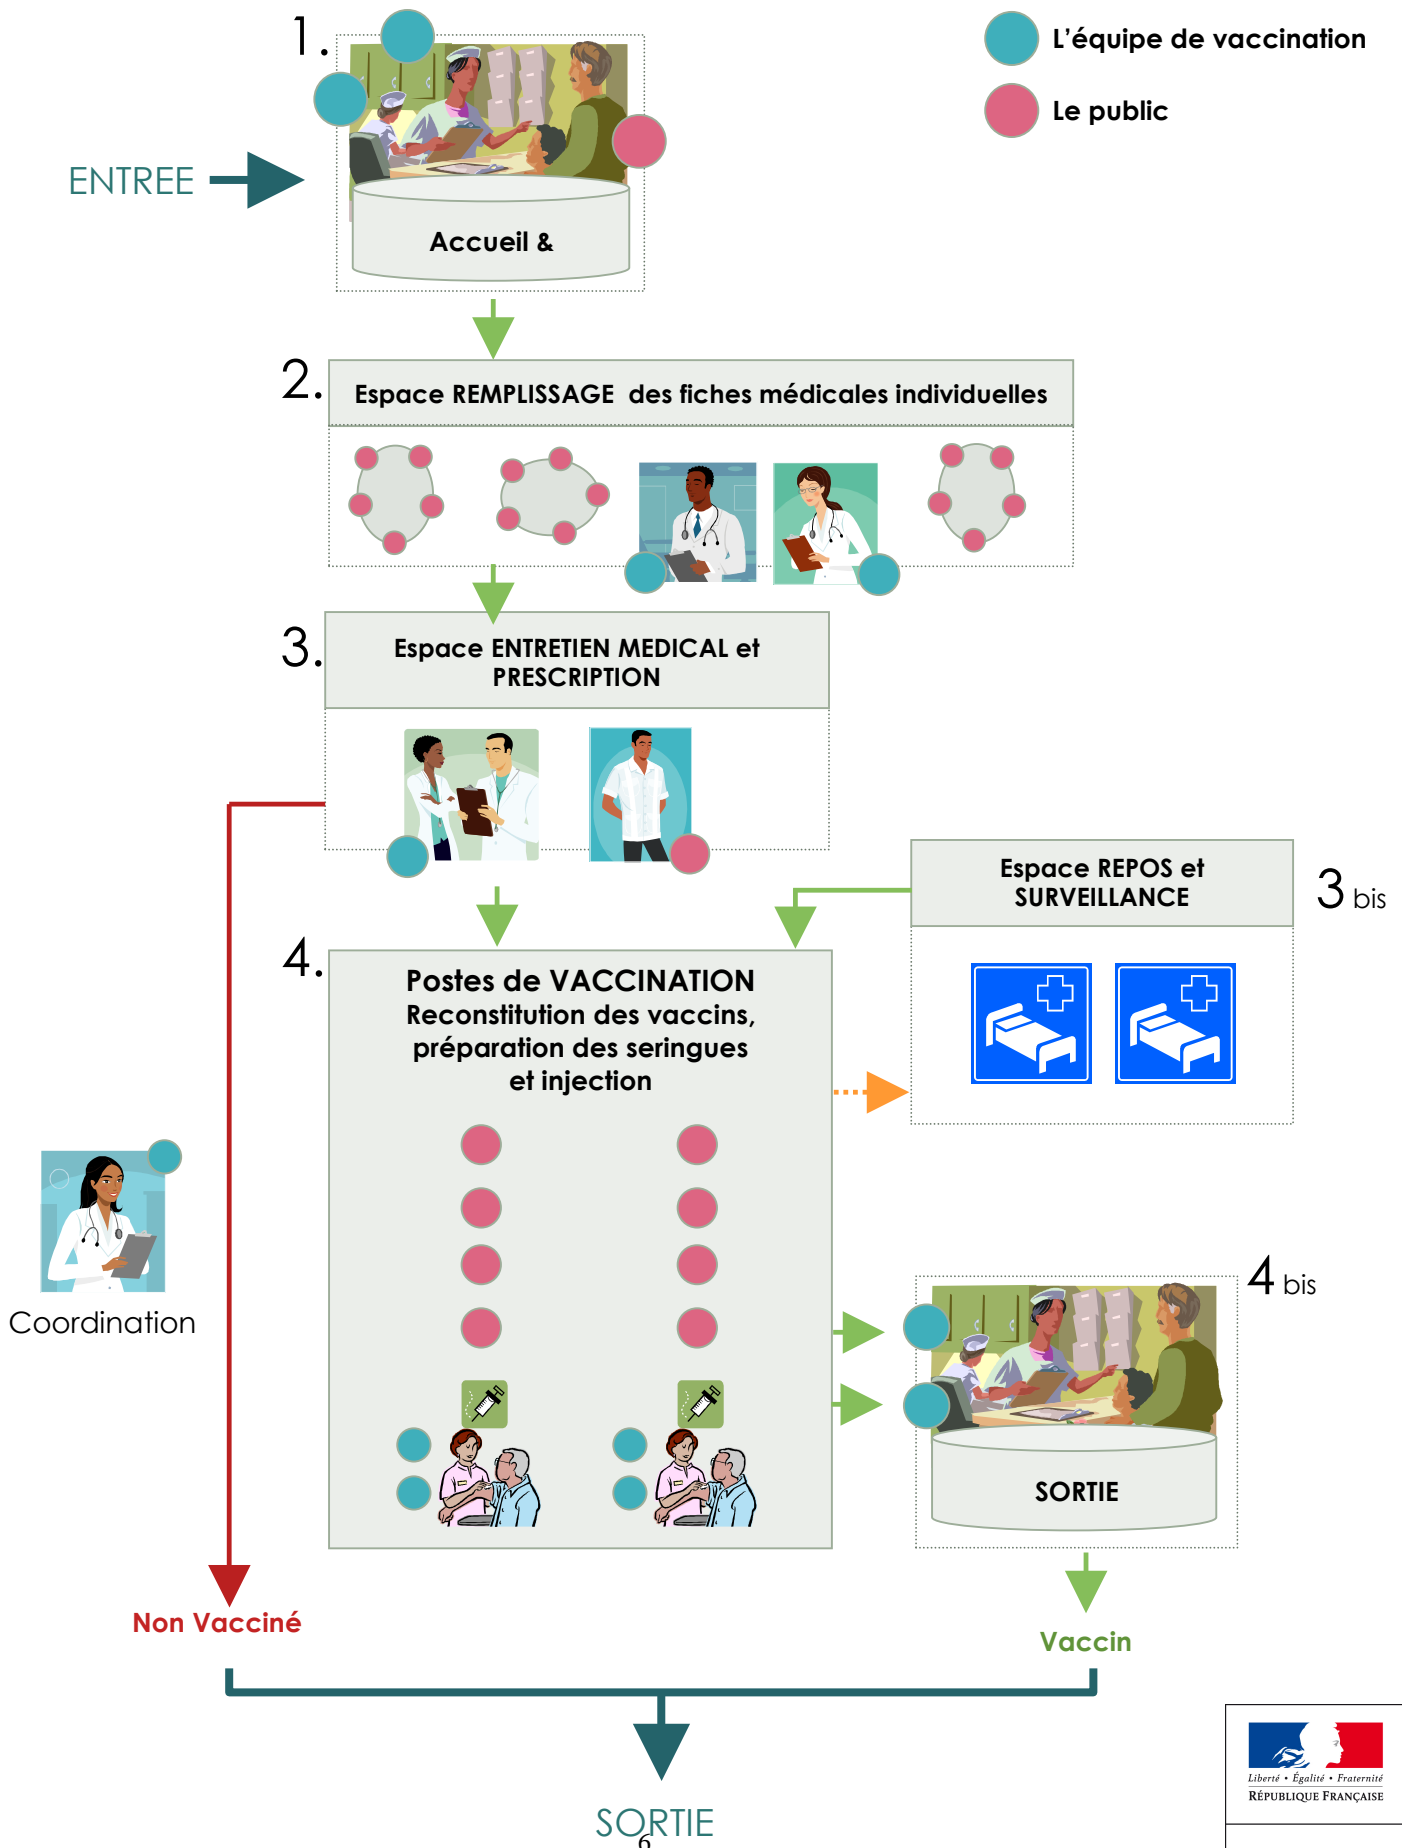 1.
L'équipe de vaccination
Le public
ENTREE
Accueil &
2.
Espace REMPLISSAGE des fiches médicales individuelles
3.
Espace ENTRETIEN MEDICAL et
PRESCRIPTION
Espace REPOS et
SURVEILLANCE
3 bis
4.
Postes de VACCINATION
Reconstitution des vaccins,
préparation des seringues
et injection
Coordination
4 bis
SORTIE
Non Vacciné
Vaccin
SORTIE
6
Liberté • Égalité • Fraternité
RÉPUBLIQUE FRANÇAISE